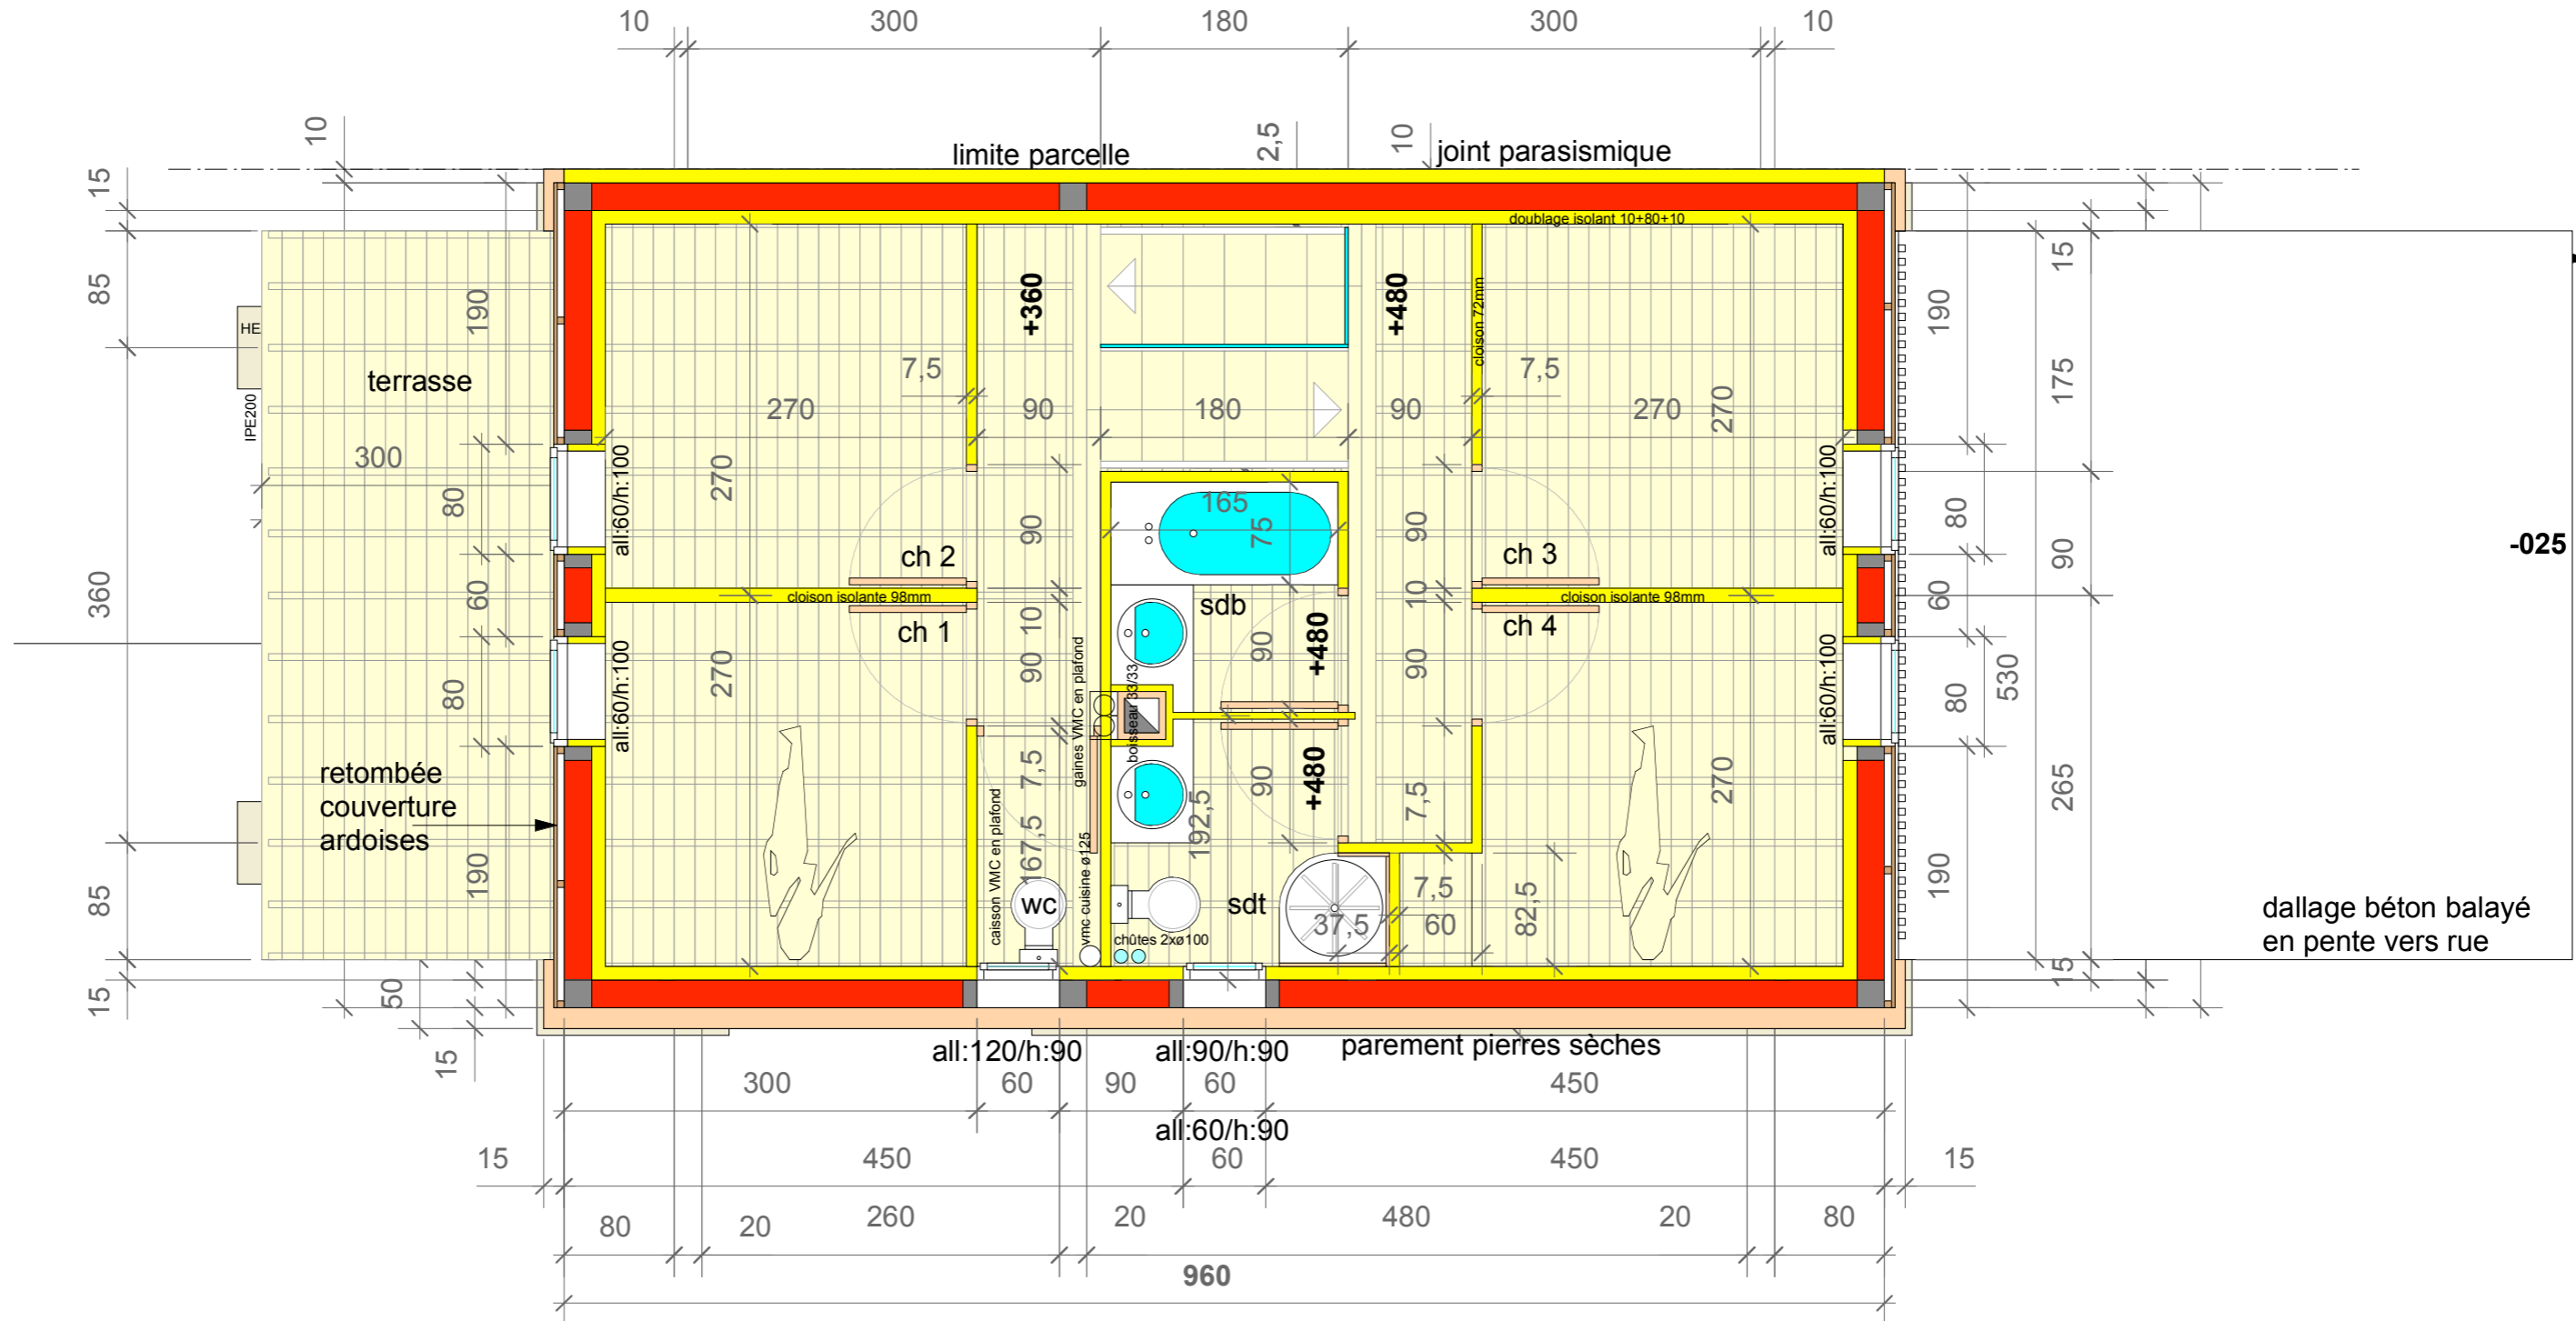 10 300 180 300 10
10
limite parcelle
2,5
10
joint parasismique
15
doublage isolant 10+80+10
85
190
+360
+480
cloison 72mm
15
190
175
HE
IPE200
terrasse
7,5
7,5
270 90 180 90 270
270
300
270
all:60/h:100
80
165
75
90
90
all:60/h:100
80
90
-025
ch 2
ch 3
360
60
cloison isolante 98mm
cloison isolante 98mm
10
10
60
sdb
ch 1
ch 4
all:60/h:100
80
270
90
gaines VMC en plafond
boisseau 33/33
90
+480
90
270
all:60/h:100
80
530
retombée
couverture
ardoises
190
85
7,5
167,5
caisson VMC en plafond
vmc cuisine ø125
192,5
90
+480
7,5
265
190
wc
chûtes 2xø100
sdt
37,5
7,5
60
82,5
dallage béton balayé
en pente vers rue
15
50
15
15
all:120/h:90
all:90/h:90
parement pierres sèches
300 60 90 60 450
all:60/h:90
15 450 60 450 15
80 20 260 20 480 20 80
960